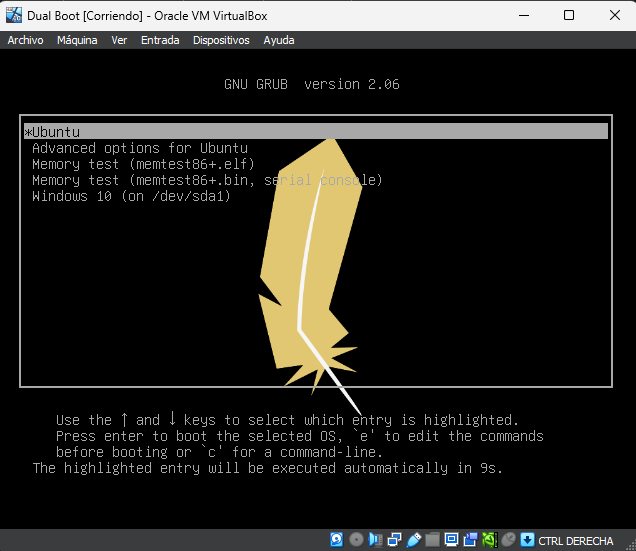 Dual Boot [Corriendo] - Oracle VM VirtualBox
Archivo Máquina Ver Entrada Dispositivos Ayuda
GNU GRUB version 2.06
*Ubuntu
Advanced options for Ubuntu
Memory test (memtest86+.elf)
Memory test (memtest86+.bin, serial console)
Windows 10 (on /dev/sda1)
Use the ↑ and ↓ keys to select which entry is highlighted.
Press enter to boot the selected OS, `e' to edit the commands
before booting or `c' for a command-line.
The highlighted entry will be executed automatically in 9s.
CTRL DERECHA